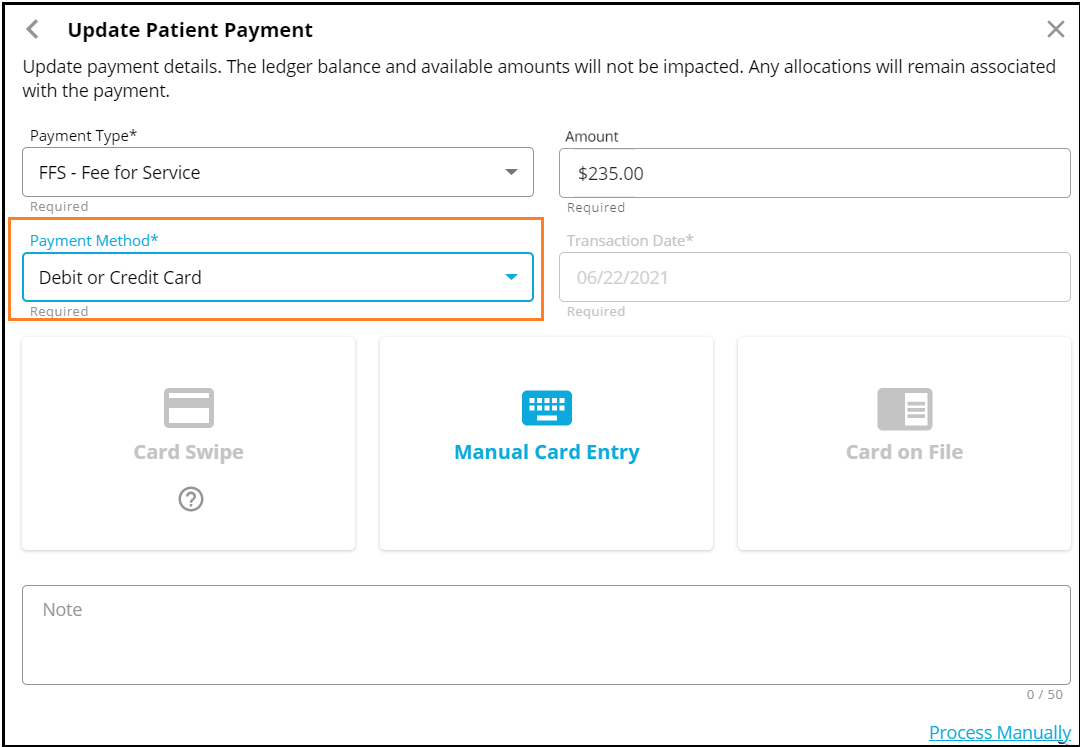 Update Patient Payment
Update payment details. The ledger balance and available amounts will not be impacted. Any allocations will remain associated
with the payment.
Payment Type*
Amount
FFS - Fee for Service
$235.00
Required
Required
Payment Method*
Transaction Date*
Debit or Credit Card
06/22/2021
Required
Required
Card Swipe
Manual Card Entry
Card on File
?
Note
0 / 50
Process Manually